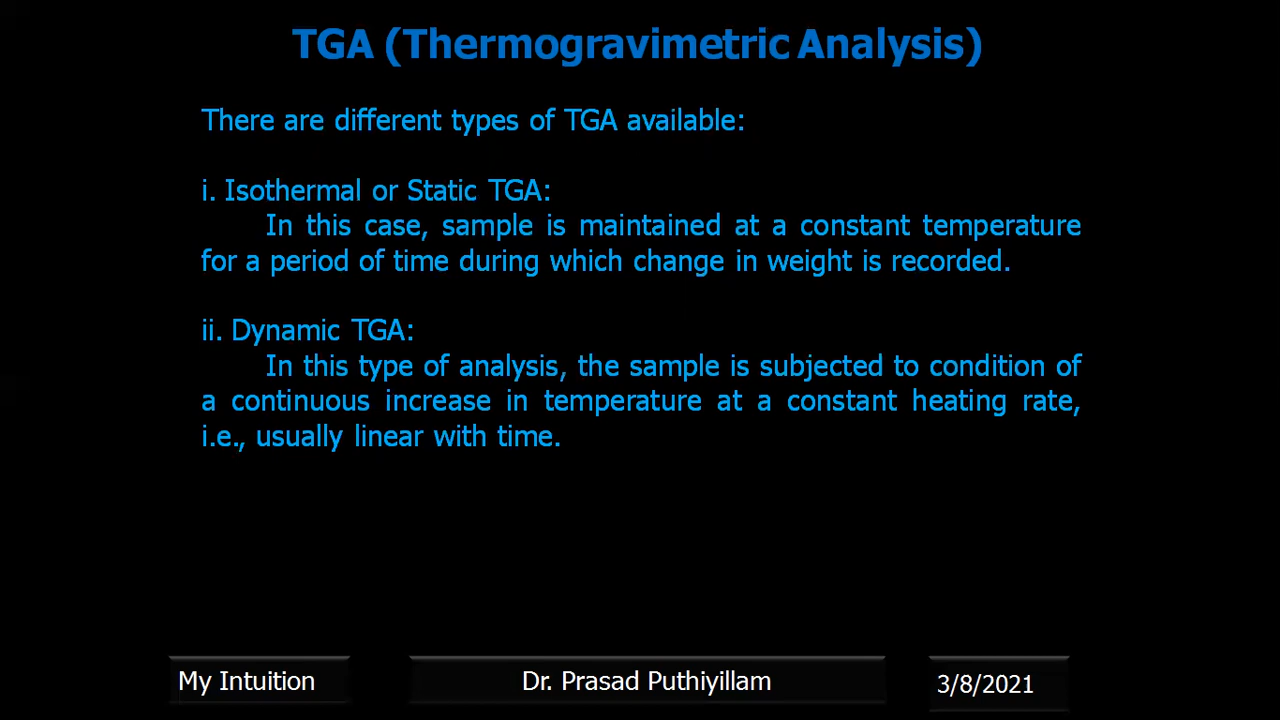 TGA (Thermogravimetric Analysis)
There are different types of TGA available:
i. Isothermal or Static TGA:
In this case, sample is maintained at a constant temperature
for a period of time during which change in weight is recorded.
ii. Dynamic TGA:
In this type of analysis, the sample is subjected to condition of
a continuous increase in temperature at a constant heating rate,
i.e., usually linear with time.
My Intuition
Dr. Prasad Puthiyillam
3/8/2021